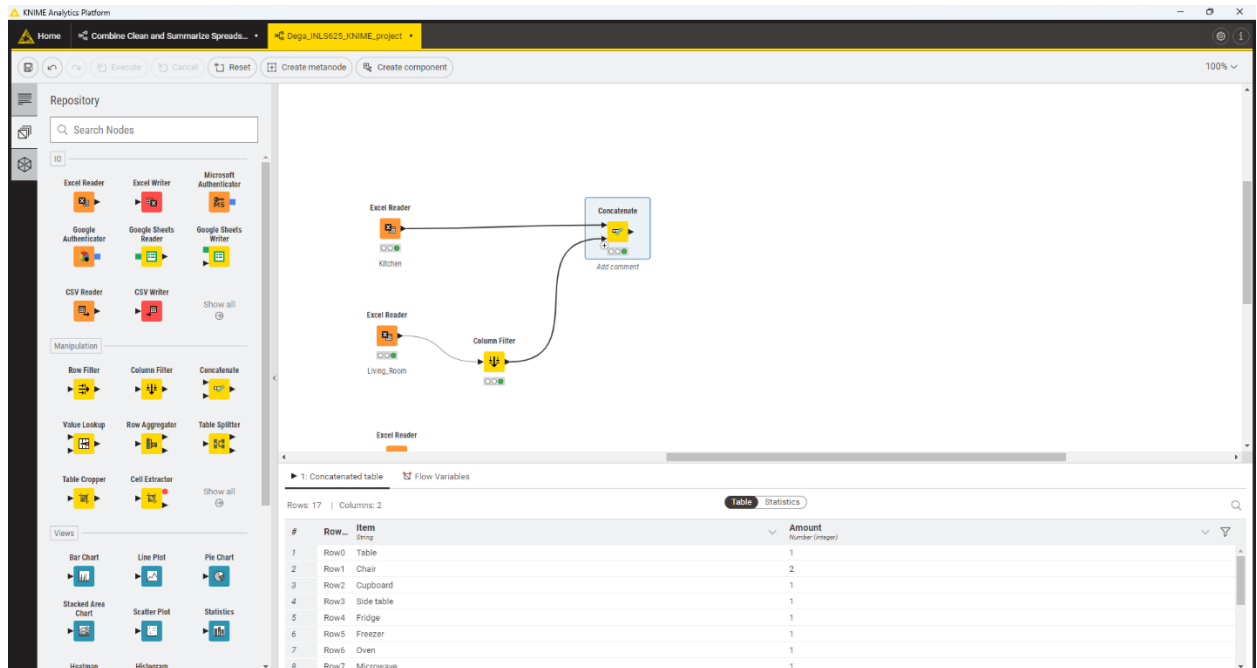 KNIME Analytics Platform
Home
Combine Clean and Summarize Spreads...
Dega_INLS625_KNIME_project
Execute
Cancel
Reset
Create metanode
Create component
100%
Repository
Search Nodes
IO
Excel Reader
Excel Writer
Microsoft
Authenticator
MS
Google
Authenticator
Google Sheets
Reader
Google Sheets
Writer
CSV Reader
CSV Writer
Show all
Manipulation
Row Filter
Column Filter
Concatenate
Value Lookup
Row Aggregator
Table Splitter
Table Cropper
Cell Extractor
Show all
Views
Bar Chart
Line Plot
Pie Chart
Stacked Area
Chart
Scatter Plot
Statistics
Heatmap
Histogram
Excel Reader
Kitchen
Concatenate
Add comment
Excel Reader
Living_Room
Column Filter
Excel Reader
1: Concatenated table
Flow Variables
Rows: 17 | Columns: 2
Table
Statistics
# Row... Item Amount
String Number (integer)
1 Row0 Table 1
2 Row1 Chair 2
3 Row2 Cupboard 1
4 Row3 Side table 1
5 Row4 Fridge 1
6 Row5 Freezer 1
7 Row6 Oven 1
8 Row7 Microwave 1